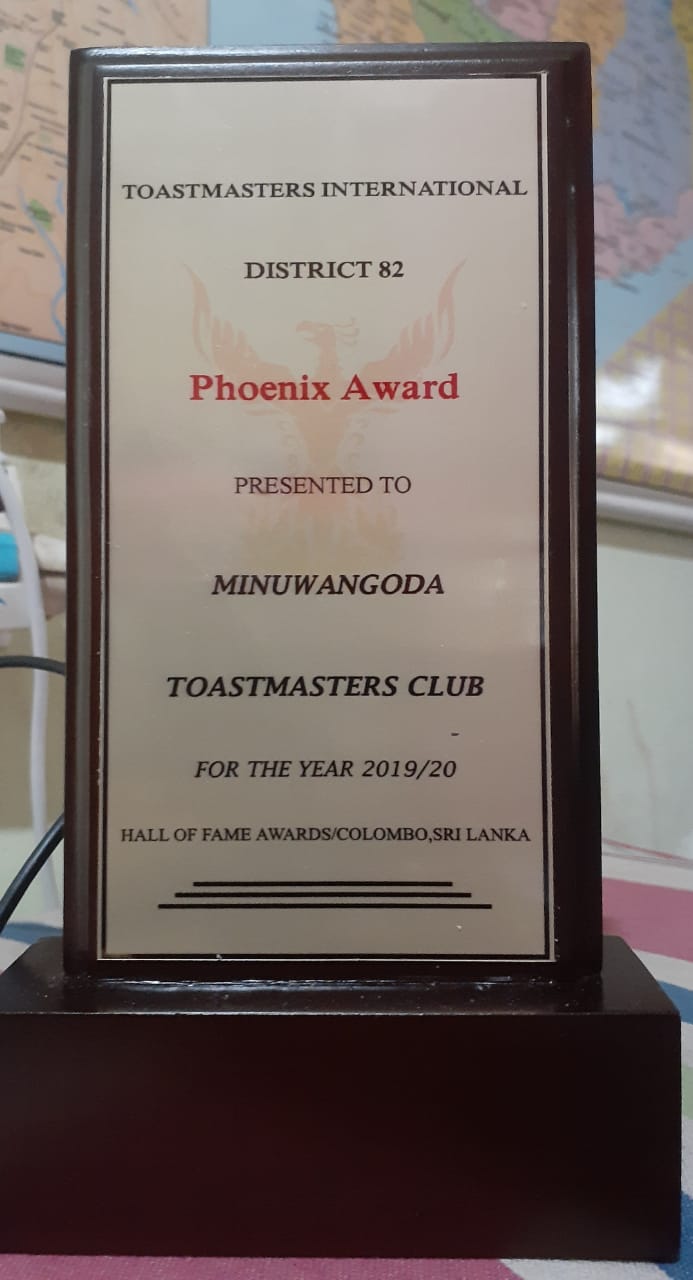 TOASTMASTERS INTERNATIONAL
DISTRICT 82
Phoenix Award
PRESENTED TO
MINUWANGODA
TOASTMASTERS CLUB
FOR THE YEAR 2019/20
HALL OF FAME AWARDS/COLOMBO,SRI LANKA